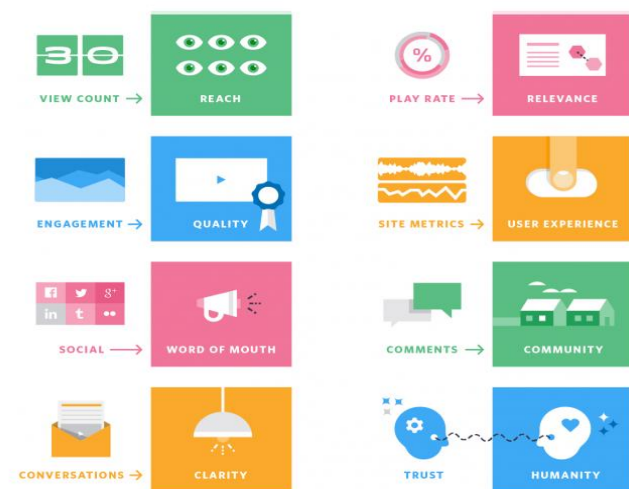 30
%
VIEW COUNT → REACH
PLAY RATE → RELEVANCE
ENGAGEMENT → QUALITY
SITE METRICS → USER EXPERIENCE
f
g+
in t
SOCIAL → WORD OF MOUTH
COMMENTS → COMMUNITY
CONVERSATIONS → CLARITY
TRUST HUMANITY